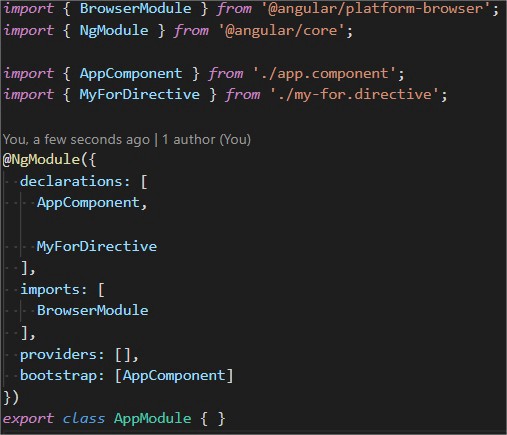 import { BrowserModule } from '@angular/platform-browser';
import { NgModule } from '@angular/core';
import { AppComponent } from './app.component';
import { MyForDirective } from './my-for.directive';
You, a few seconds ago | 1 author (You)
@NgModule({
declarations: [
AppComponent,
MyForDirective
],
imports: [
BrowserModule
],
providers: [],
bootstrap: [AppComponent]
})
export class AppModule { }